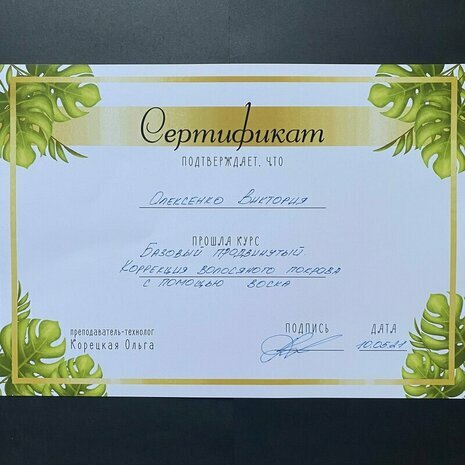 Сертификат
ПОДТВЕРЖДАЕТ, ЧТО
Олексенко Виктория
ПРОШЛА КУРС
Базовый продвинутый.
Коррекция волосяного покрова
с помощью воска
преподаватель-технолог
Корецкая Ольга
ПОДПИСЬ
ДАТА
10.05.21